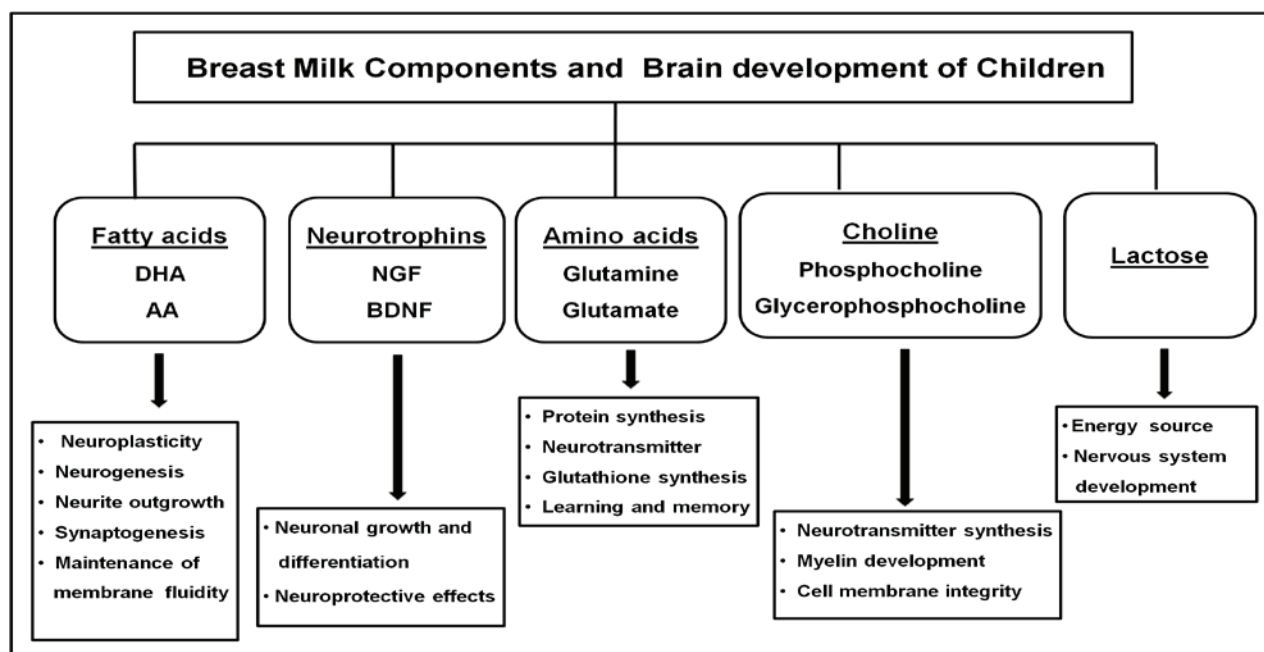 Breast Milk Components and Brain development of Children
Fatty acids
DHA
AA
Neurotrophins
NGF
BDNF
Amino acids
Glutamine
Glutamate
Choline
Phosphocholine
Glycerophosphocholine
Lactose
• Neuroplasticity
• Neurogenesis
• Neurite outgrowth
• Synaptogenesis
• Maintenance of
membrane fluidity
• Neuronal growth and
differentiation
• Neuroprotective effects
• Protein synthesis
• Neurotransmitter
• Glutathione synthesis
• Learning and memory
• Neurotransmitter synthesis
• Myelin development
• Cell membrane integrity
• Energy source
• Nervous system
development